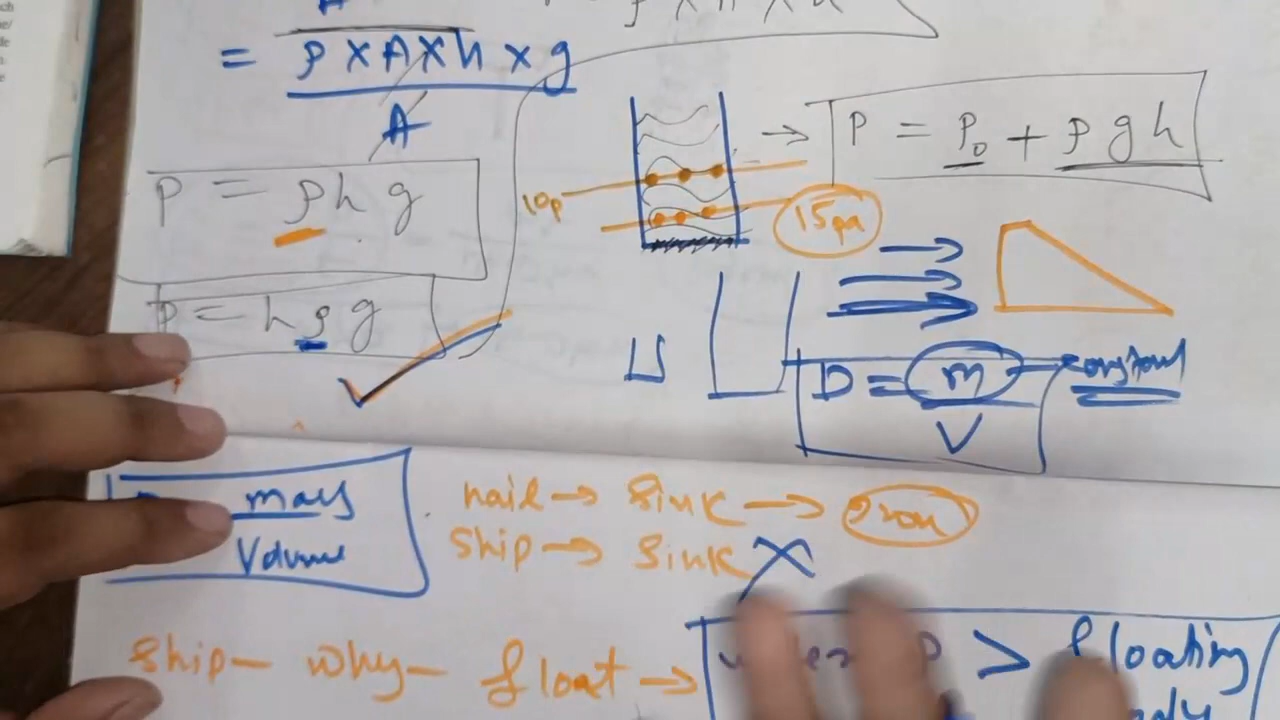 = ρ × A × h × g
A
P = ρ h g
P = h ρ g
10p
15pa
→ P = P₀ + ρ g h
D = m
V
constant
mass
Volume
nail → sink → Iron
ship → sink ×
ship – why – float →
> floating